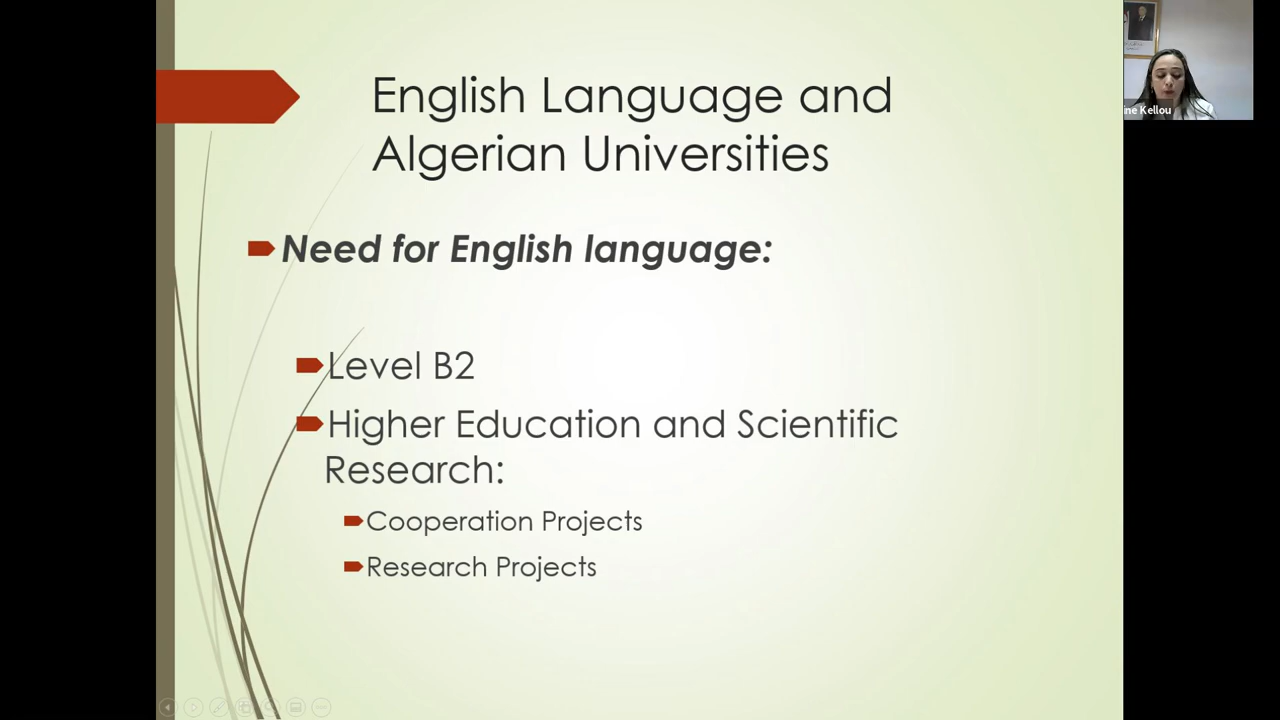 English Language and
Algerian Universities
Need for English language:
Level B2
Higher Education and Scientific
Research:
Cooperation Projects
Research Projects
ine Kellou